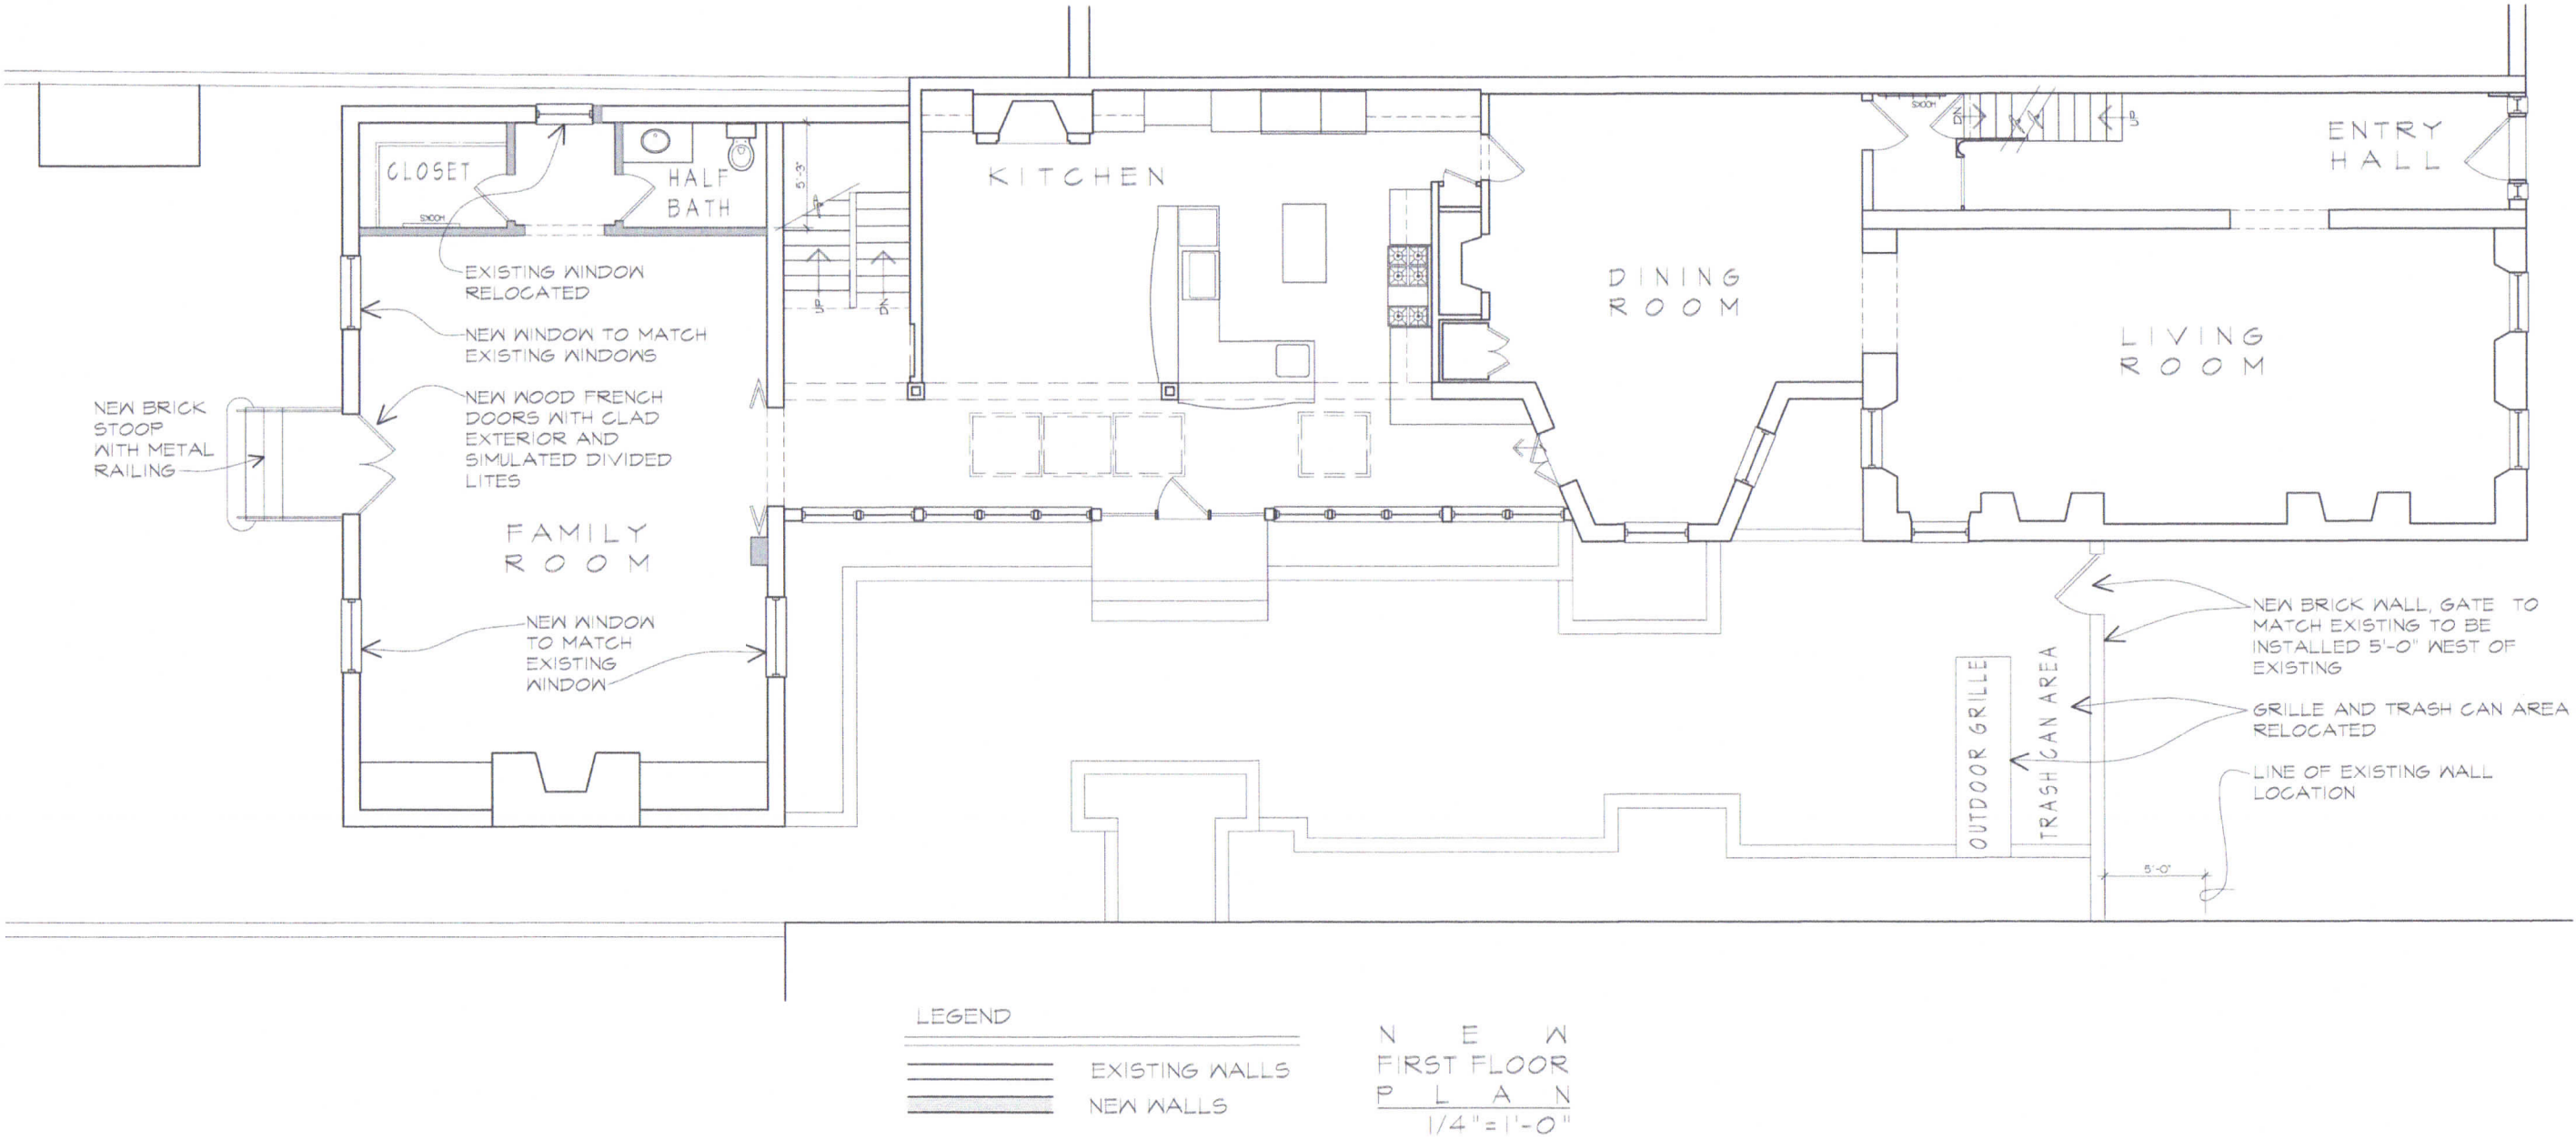 CLOSET
HOOKS
HALF
BATH
5'-3"
UP
DN
KITCHEN
DINING
ROOM
HOOKS
DN
UP
ENTRY
HALL
LIVING
ROOM
EXISTING WINDOW
RELOCATED
NEW WINDOW TO MATCH
EXISTING WINDOWS
NEW WOOD FRENCH
DOORS WITH CLAD
EXTERIOR AND
SIMULATED DIVIDED
LITES
NEW BRICK
STOOP
WITH METAL
RAILING
FAMILY
ROOM
NEW WINDOW
TO MATCH
EXISTING
WINDOW
OUTDOOR GRILLE
TRASH CAN AREA
NEW BRICK WALL, GATE TO
MATCH EXISTING TO BE
INSTALLED 5'-0" WEST OF
EXISTING
GRILLE AND TRASH CAN AREA
RELOCATED
LINE OF EXISTING WALL
LOCATION
5'-0"
LEGEND
EXISTING WALLS
NEW WALLS
NEW
FIRST FLOOR
PLAN
1/4"=1'-0"